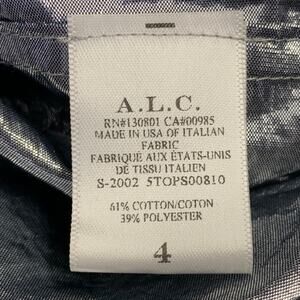 A.L.C.
RN#130801 CA#00985
MADE IN USA OF ITALIAN
FABRIC
FABRIQUÉ AUX ÉTATS-UNIS
DE TISSU ITALIEN
S-2002 5TOPS00810
61% COTTON/COTON
39% POLYESTER
4